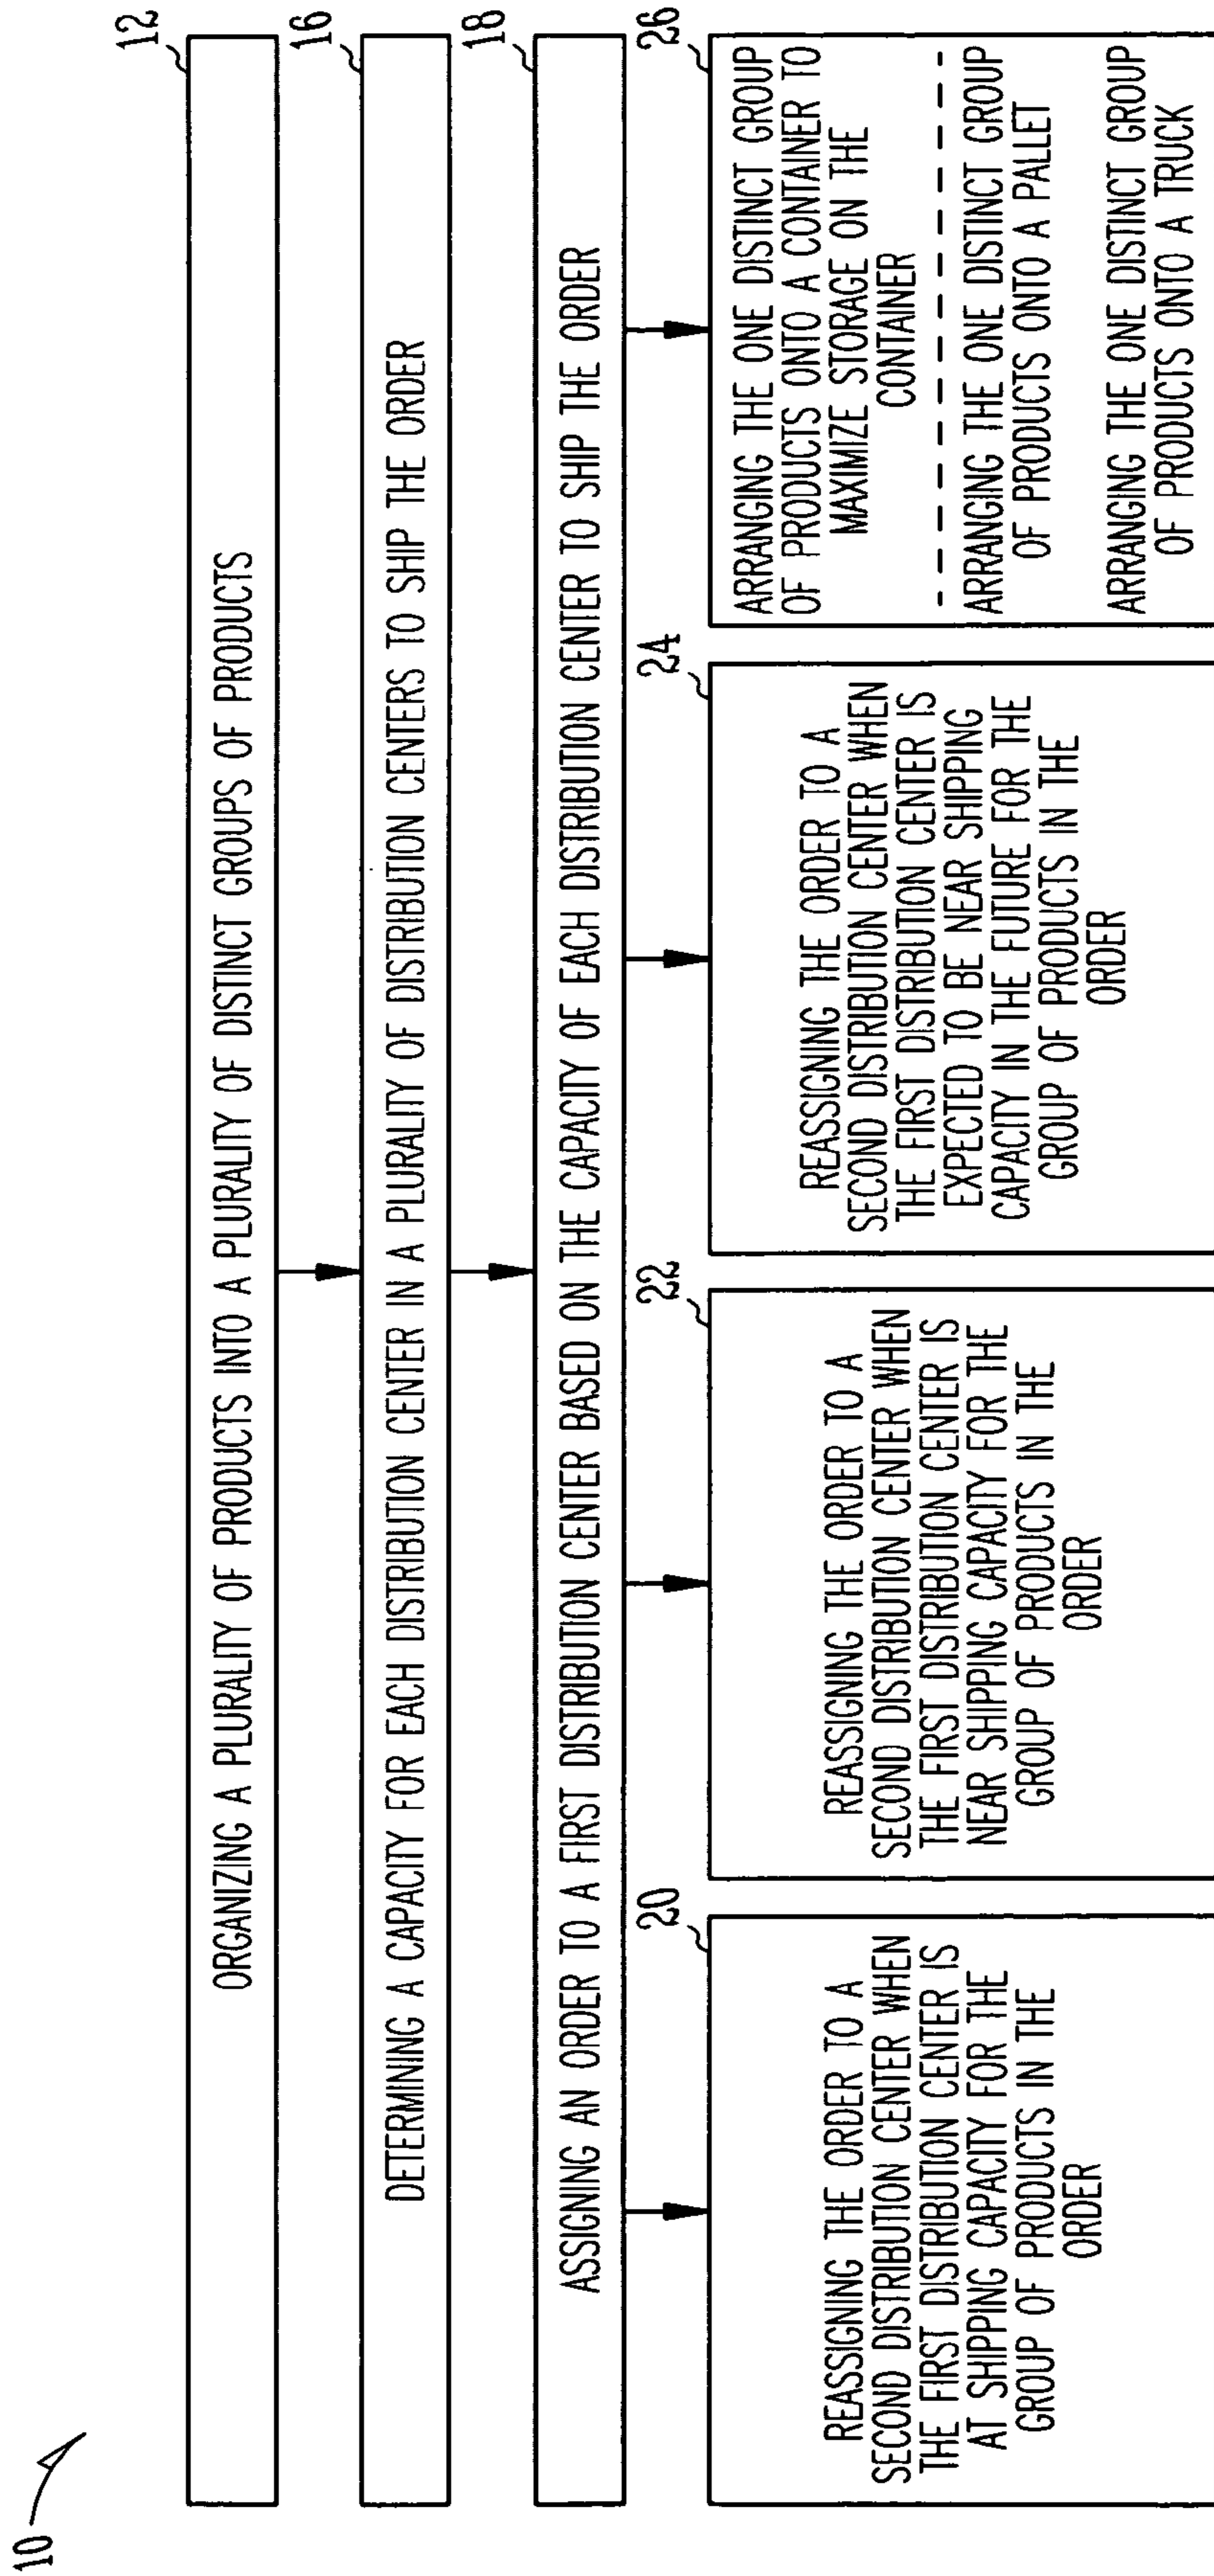 10
12
ORGANIZING A PLURALITY OF PRODUCTS INTO A PLURALITY OF DISTINCT GROUPS OF PRODUCTS
16
DETERMINING A CAPACITY FOR EACH DISTRIBUTION CENTER IN A PLURALITY OF DISTRIBUTION CENTERS TO SHIP THE ORDER
18
ASSIGNING AN ORDER TO A FIRST DISTRIBUTION CENTER BASED ON THE CAPACITY OF EACH DISTRIBUTION CENTER TO SHIP THE ORDER
20
REASSIGNING THE ORDER TO A
SECOND DISTRIBUTION CENTER WHEN
THE FIRST DISTRIBUTION CENTER IS
AT SHIPPING CAPACITY FOR THE
GROUP OF PRODUCTS IN THE
ORDER
22
REASSIGNING THE ORDER TO A
SECOND DISTRIBUTION CENTER WHEN
THE FIRST DISTRIBUTION CENTER IS
NEAR SHIPPING CAPACITY FOR THE
GROUP OF PRODUCTS IN THE
ORDER
24
REASSIGNING THE ORDER TO A
SECOND DISTRIBUTION CENTER WHEN
THE FIRST DISTRIBUTION CENTER IS
EXPECTED TO BE NEAR SHIPPING
CAPACITY IN THE FUTURE FOR THE
GROUP OF PRODUCTS IN THE
ORDER
26
ARRANGING THE ONE DISTINCT GROUP
OF PRODUCTS ONTO A CONTAINER TO
MAXIMIZE STORAGE ON THE
CONTAINER
ARRANGING THE ONE DISTINCT GROUP
OF PRODUCTS ONTO A PALLET
ARRANGING THE ONE DISTINCT GROUP
OF PRODUCTS ONTO A TRUCK